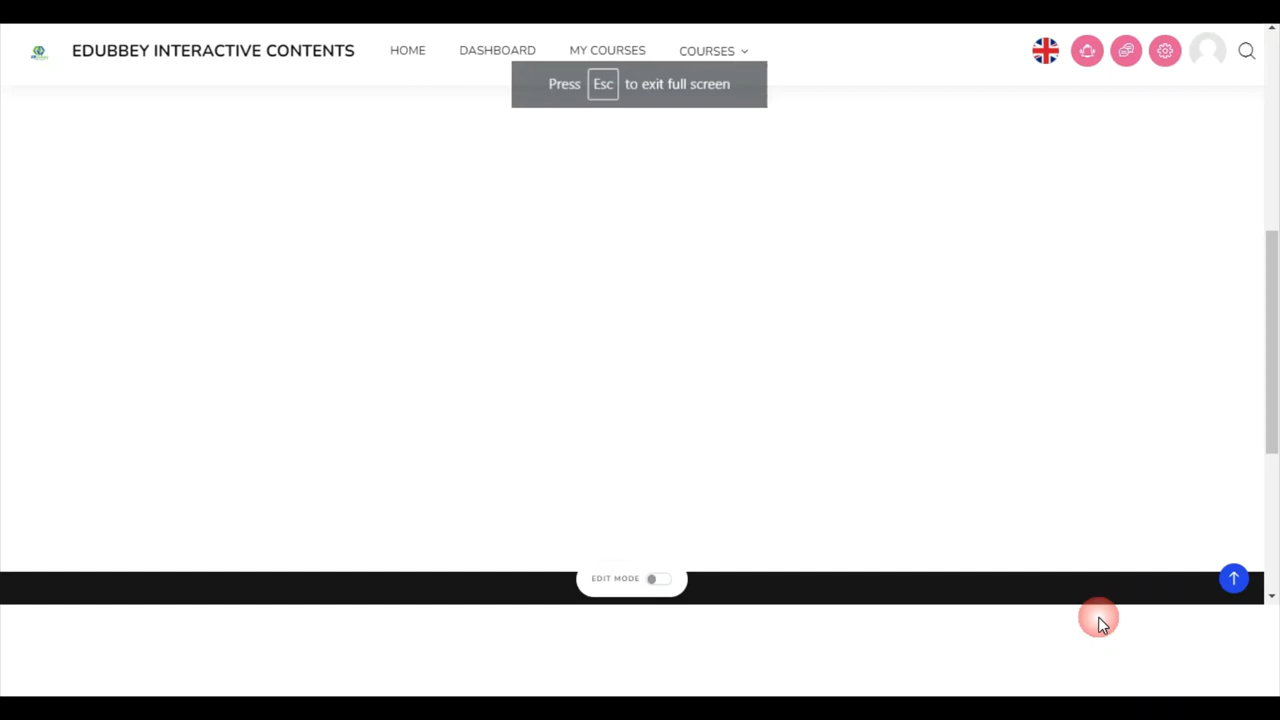 EDUBBEY INTERACTIVE CONTENTS HOME DASHBOARD MY COURSES COURSES
Press Esc to exit full screen
EDIT MODE